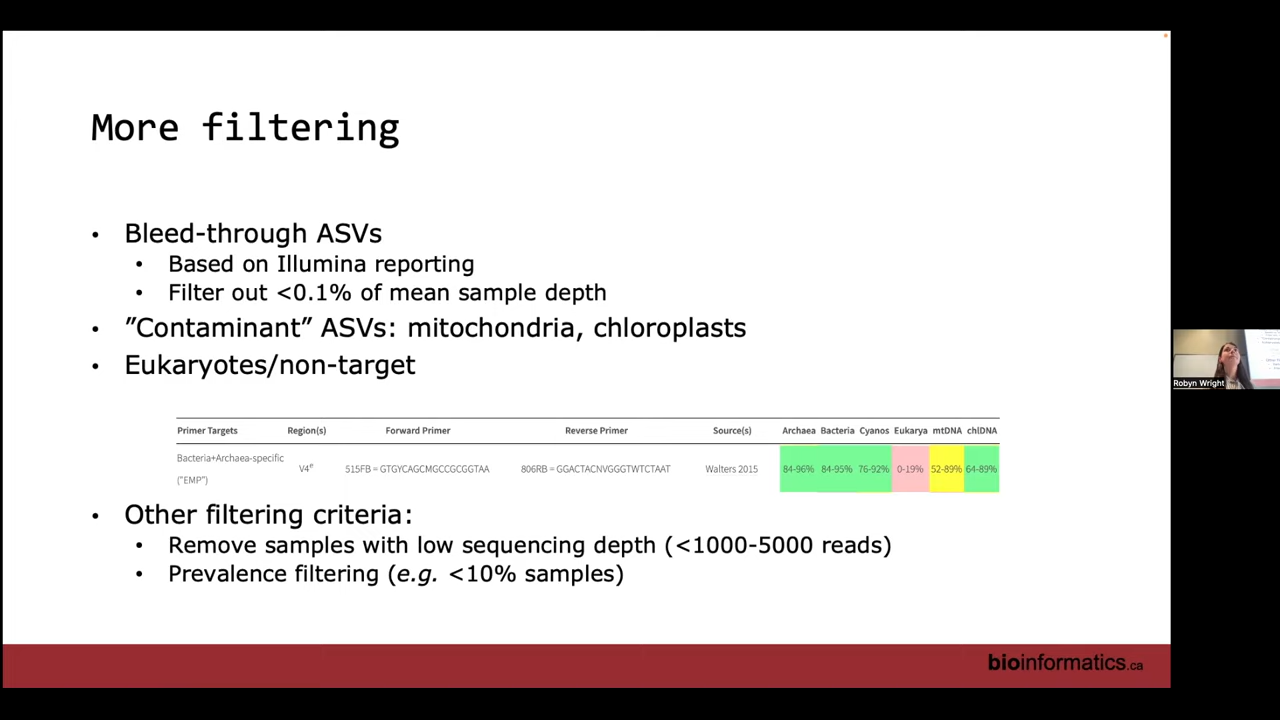 More filtering
• Bleed-through ASVs
• Based on Illumina reporting
• Filter out <0.1% of mean sample depth
• ”Contaminant” ASVs: mitochondria, chloroplasts
• Eukaryotes/non-target
Primer Targets Region(s) Forward Primer Reverse Primer Source(s) Archaea Bacteria Cyanos Eukarya mtDNA chlDNA
Bacteria+Archaea-specific
("EMP") V4e 515FB = GTGYCAGCMGCCGCGGTAA 806RB = GGACTACNVGGGTWTCTAAT Walters 2015 84-96% 84-95% 76-92% 0-19% 52-89% 64-89%
• Other filtering criteria:
• Remove samples with low sequencing depth (<1000-5000 reads)
• Prevalence filtering (e.g. <10% samples)
bioinformatics.ca
Robyn Wright